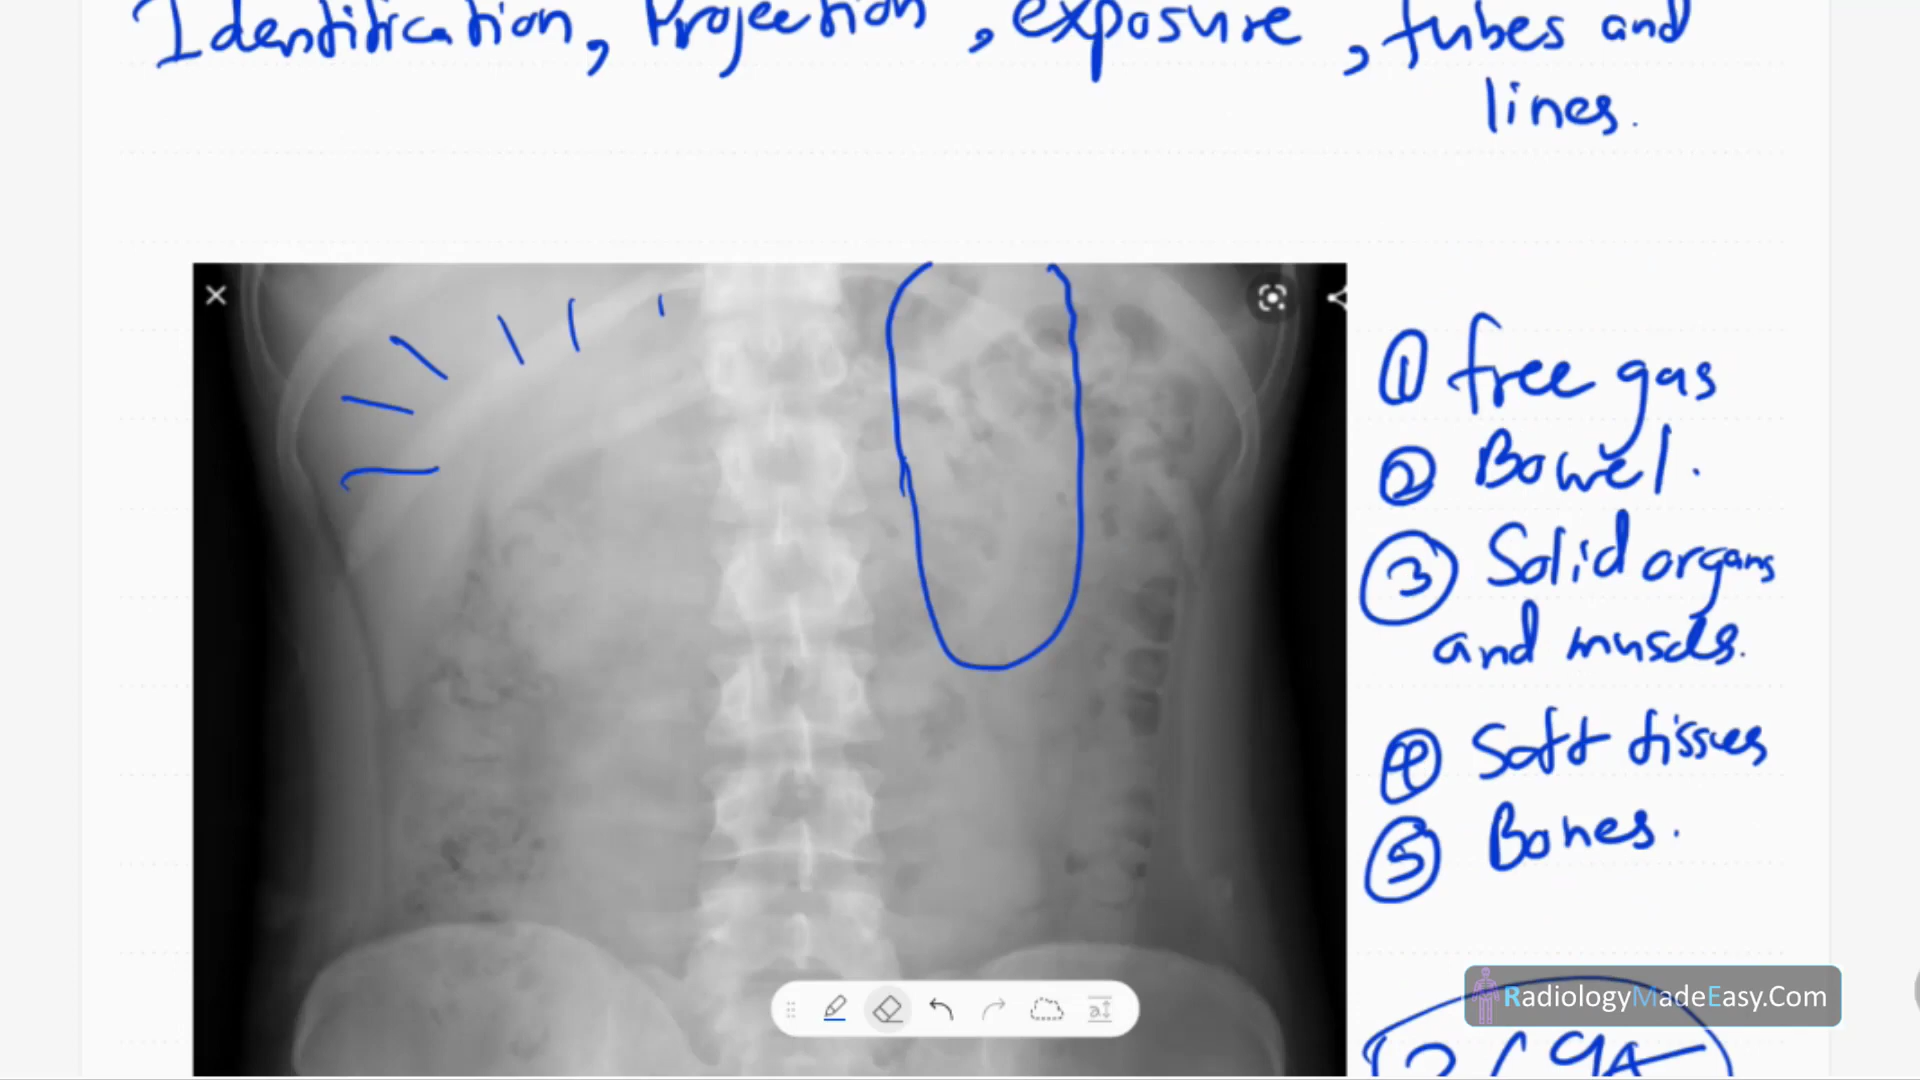 Identification, Projection, exposure, tubes and
lines.
① free gas
② Bowel.
③ Solid organs
and muscles.
④ Soft tissues
⑤ Bones.
RadiologyMadeEasy.Com